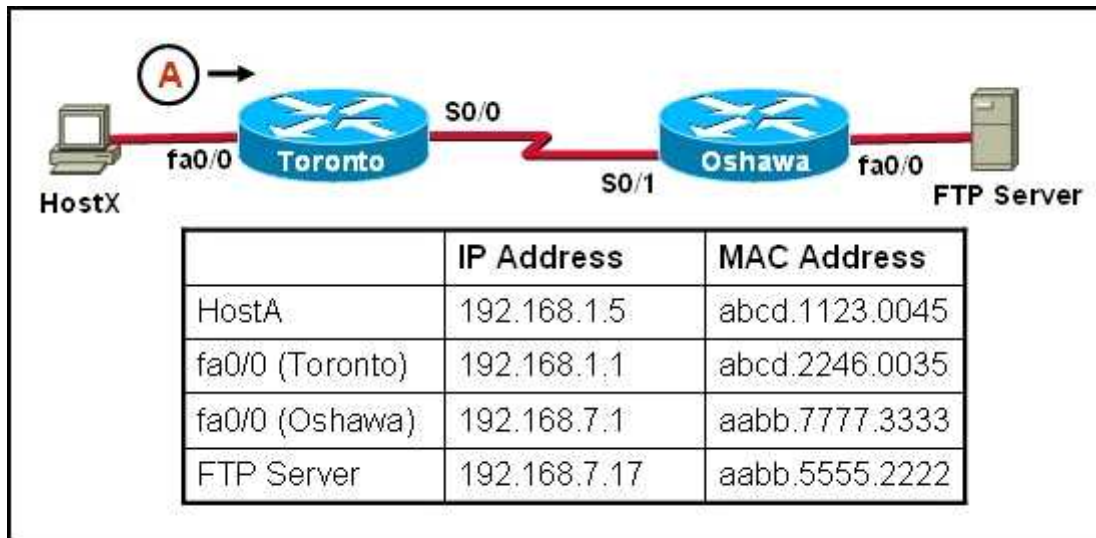 A
S0/0
fa0/0
Toronto
S0/1
Oshawa
fa0/0
HostX
FTP Server
IP Address MAC Address
HostA 192.168.1.5 abcd.1123.0045
fa0/0 (Toronto) 192.168.1.1 abcd.2246.0035
fa0/0 (Oshawa) 192.168.7.1 aabb.7777.3333
FTP Server 192.168.7.17 aabb.5555.2222